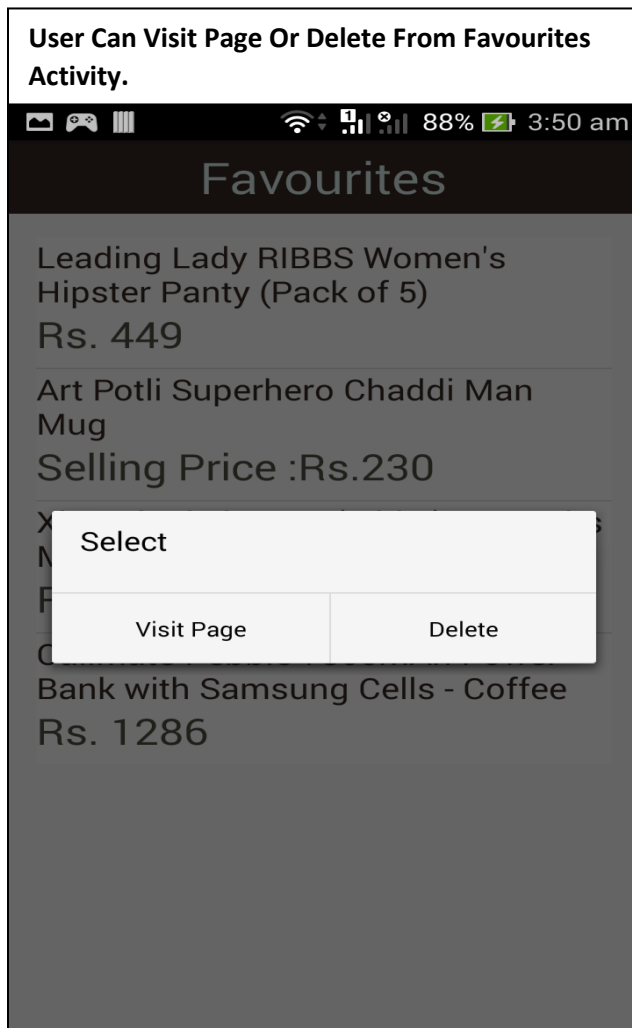 User Can Visit Page Or Delete From Favourites
Activity.
1 88% 3:50 am
Favourites
Leading Lady RIBBS Women's
Hipster Panty (Pack of 5)
Rs. 449
Art Potli Superhero Chaddi Man
Mug
Selling Price :Rs.230
Select
Visit Page Delete
Bank with Samsung Cells - Coffee
Rs. 1286